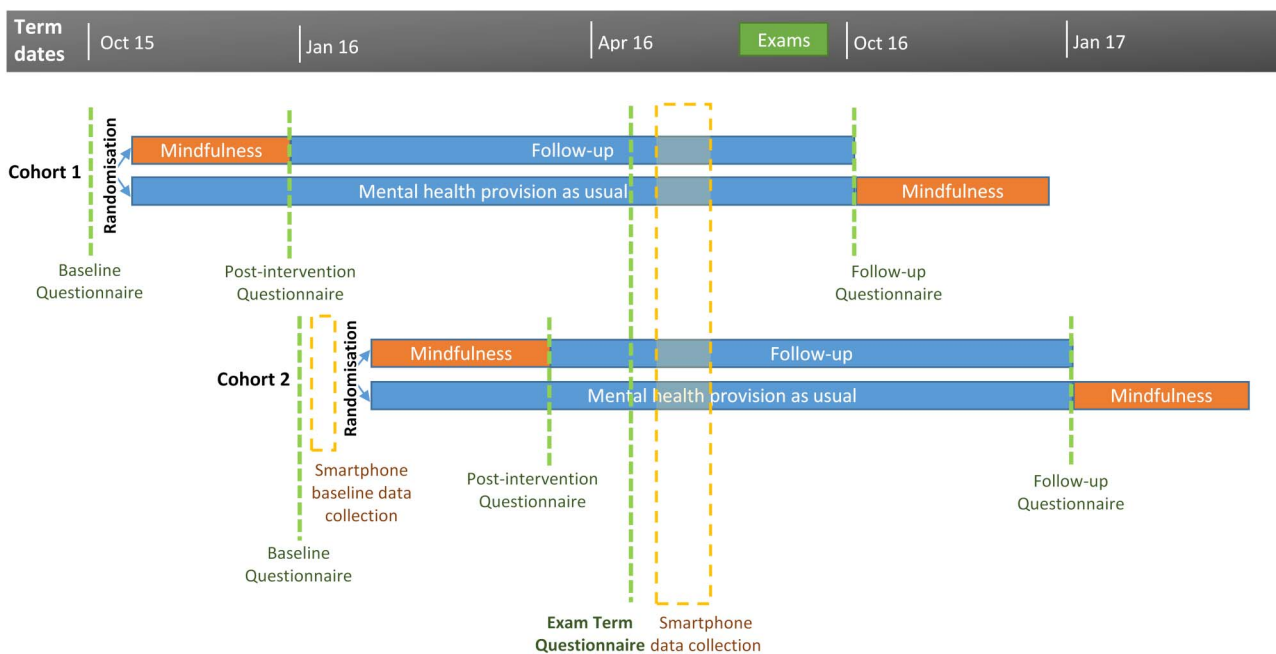 Term
dates
Oct 15
Jan 16
Apr 16
Exams
Oct 16
Jan 17
Cohort 1
Randomisation
Mindfulness
Follow-up
Mental health provision as usual
Mindfulness
Baseline
Questionnaire
Post-intervention
Questionnaire
Follow-up
Questionnaire
Cohort 2
Randomisation
Mindfulness
Follow-up
Mental health provision as usual
Mindfulness
Smartphone
baseline data
collection
Post-intervention
Questionnaire
Follow-up
Questionnaire
Baseline
Questionnaire
Exam Term
Questionnaire
Smartphone
data collection